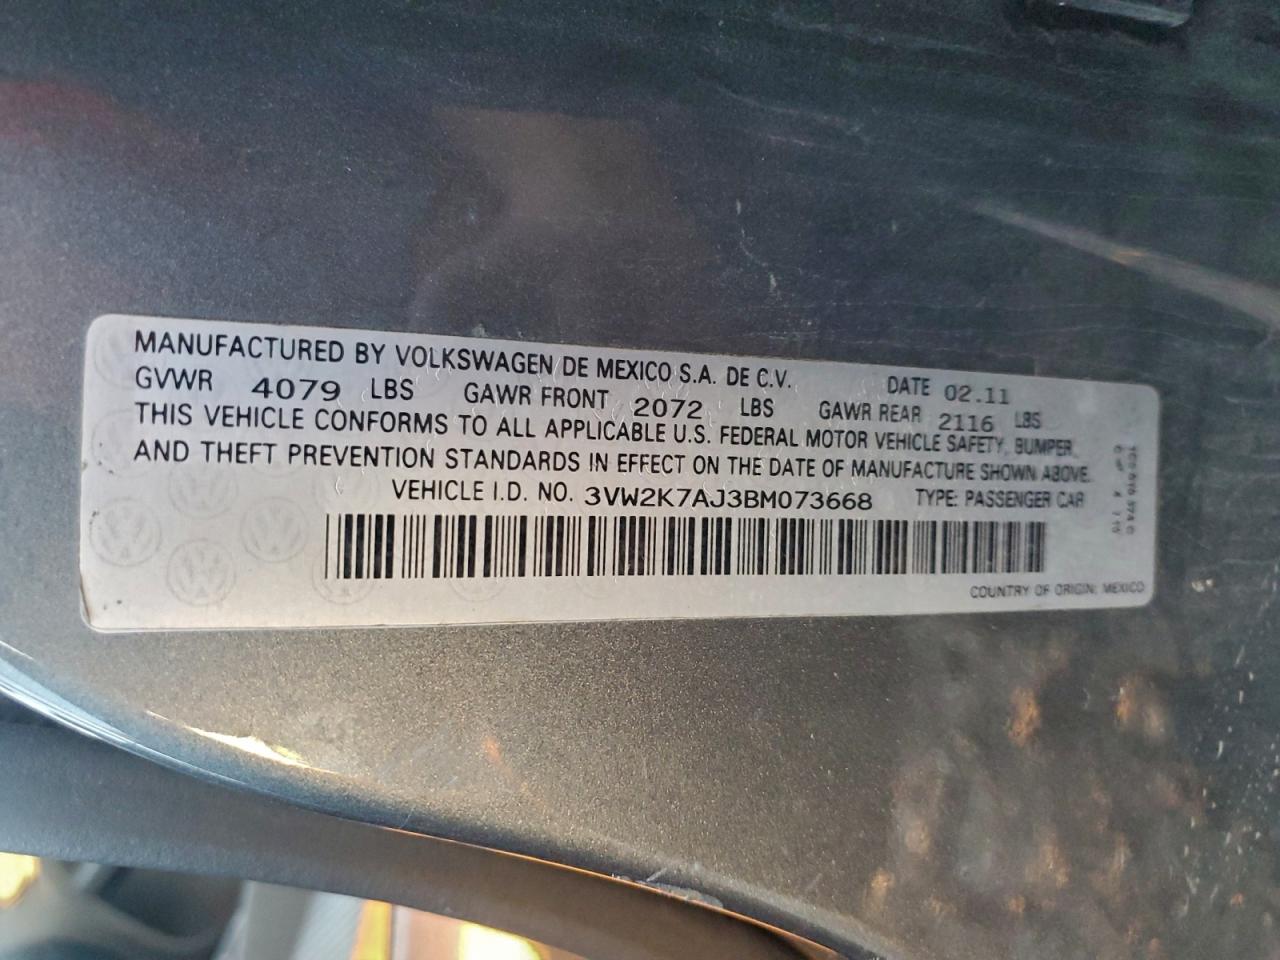 MANUFACTURED BY VOLKSWAGEN DE MEXICO S.A. DE C.V. DATE 02.11
GVWR 4079 LBS GAWR FRONT 2072 LBS GAWR REAR 2116 LBS
THIS VEHICLE CONFORMS TO ALL APPLICABLE U.S. FEDERAL MOTOR VEHICLE SAFETY, BUMPER,
AND THEFT PREVENTION STANDARDS IN EFFECT ON THE DATE OF MANUFACTURE SHOWN ABOVE.
VEHICLE I.D. NO. 3VW2K7AJ3BM073668 TYPE: PASSENGER CAR
COUNTRY OF ORIGIN: MEXICO